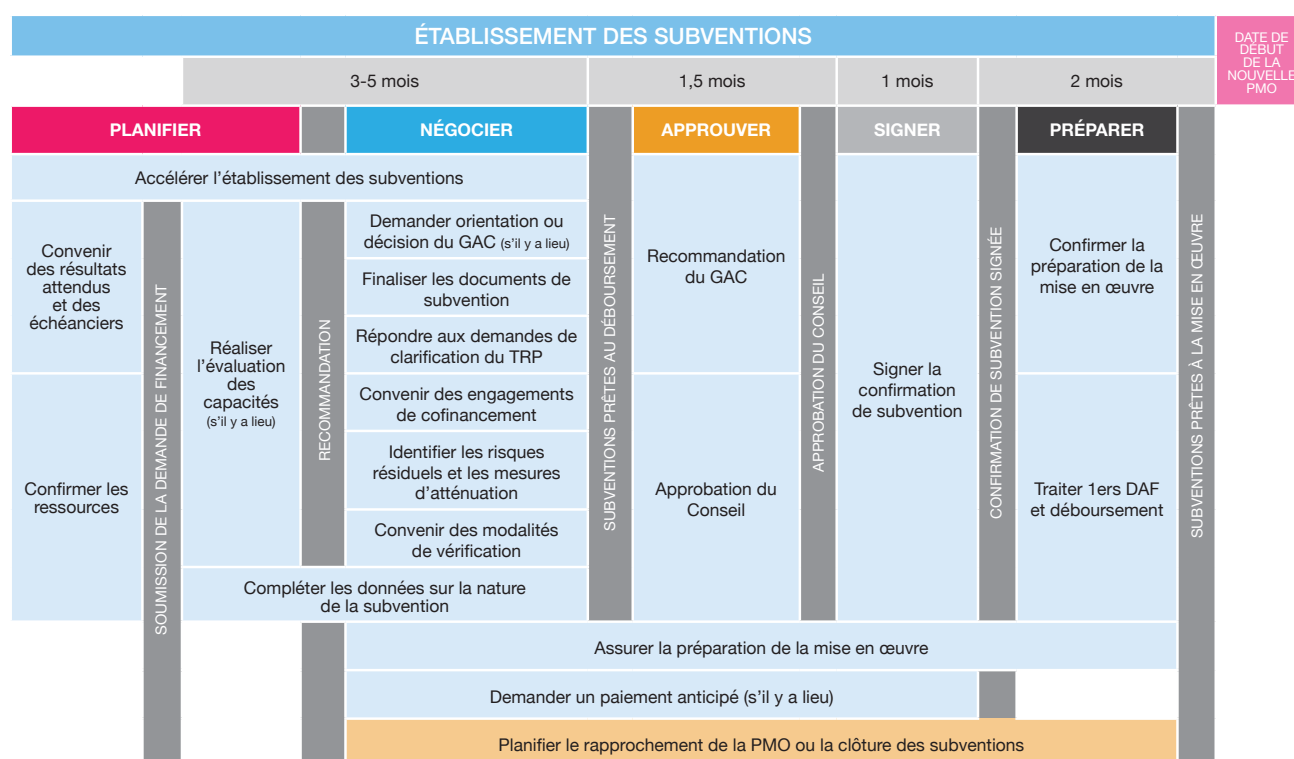 ÉTABLISSEMENT DES SUBVENTIONS
DATE DE
DÉBUT
DE LA
NOUVELLE
PMO
3-5 mois
1,5 mois
1 mois
2 mois
PLANIFIER
NÉGOCIER
APPROUVER
SIGNER
PRÉPARER
Accélérer l'établissement des subventions
Convenir
des résultats
attendus
et des
échéanciers
Confirmer les
ressources
SOUMISSION DE LA DEMANDE DE FINANCEMENT
Réaliser
l'évaluation
des
capacités
(s'il y a lieu)
RECOMMANDATION
Demander orientation ou
décision du GAC (s'il y a lieu)
Finaliser les documents de
subvention
Répondre aux demandes de
clarification du TRP
Convenir des engagements
de cofinancement
Identifier les risques
résiduels et les mesures
d'atténuation
Convenir des modalités
de vérification
Compléter les données sur la nature
de la subvention
SUBVENTIONS PRÊTES AU DÉBOURSEMENT
Recommandation
du GAC
Approbation du
Conseil
APPROBATION DU CONSEIL
Signer la
confirmation
de subvention
CONFIRMATION DE SUBVENTION SIGNÉE
Confirmer la
préparation de la
mise en œuvre
Traiter 1ers DAF
et déboursement
SUBVENTIONS PRÊTES À LA MISE EN ŒUVRE
Assurer la préparation de la mise en œuvre
Demander un paiement anticipé (s'il y a lieu)
Planifier le rapprochement de la PMO ou la clôture des subventions